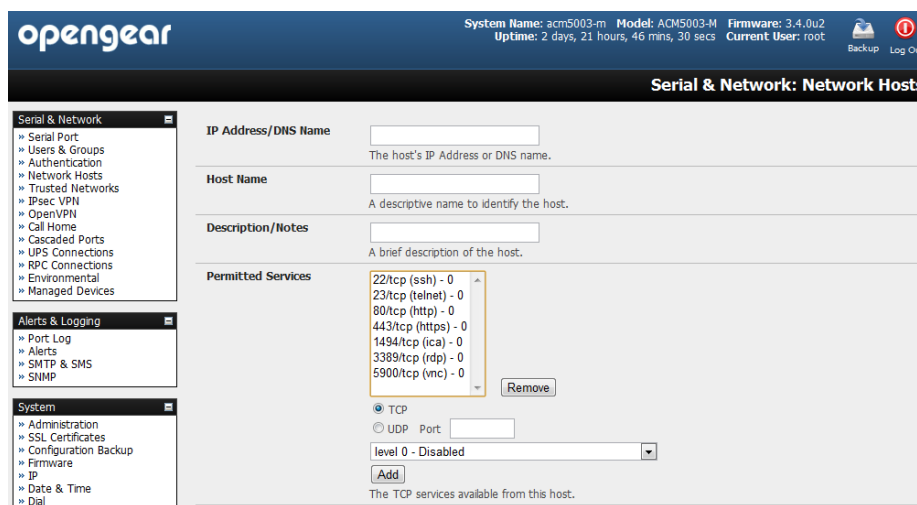 opengear
System Name: acm5003-m Model: ACM5003-M Firmware: 3.4.0u2
Uptime: 2 days, 21 hours, 46 mins, 30 secs Current User: root
Backup
Log O
Serial & Network: Network Hosts
Serial & Network
» Serial Port
» Users & Groups
» Authentication
» Network Hosts
» Trusted Networks
» IPsec VPN
» OpenVPN
» Call Home
» Cascaded Ports
» UPS Connections
» RPC Connections
» Environmental
» Managed Devices
Alerts & Logging
» Port Log
» Alerts
» SMTP & SMS
» SNMP
System
» Administration
» SSL Certificates
» Configuration Backup
» Firmware
» IP
» Date & Time
» Dial
IP Address/DNS Name
The host's IP Address or DNS name.
Host Name
A descriptive name to identify the host.
Description/Notes
A brief description of the host.
Permitted Services
22/tcp (ssh) - 0
23/tcp (telnet) - 0
80/tcp (http) - 0
443/tcp (https) - 0
1494/tcp (ica) - 0
3389/tcp (rdp) - 0
5900/tcp (vnc) - 0
Remove
TCP
UDP Port
level 0 - Disabled
Add
The TCP services available from this host.